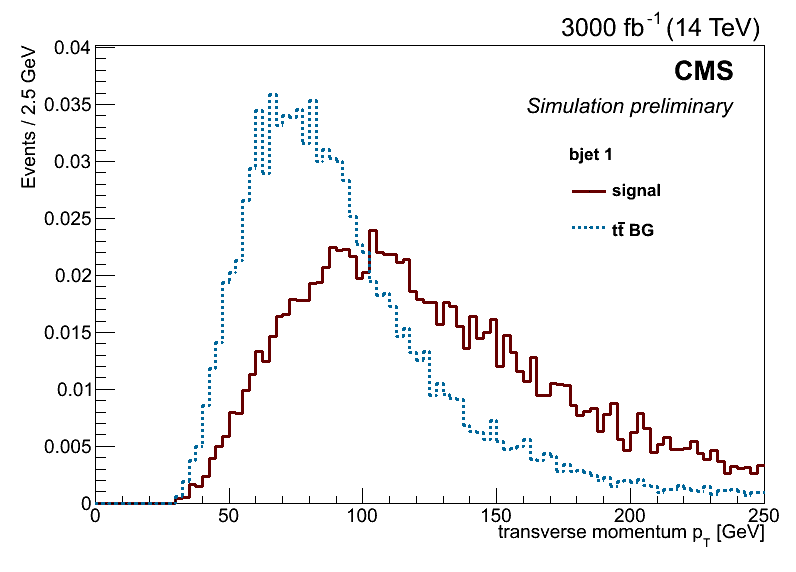 3000 fb⁻¹ (14 TeV)
CMS
Simulation preliminary
bjet 1
signal
tt̄ BG
Events / 2.5 GeV
0.04
0.035
0.03
0.025
0.02
0.015
0.01
0.005
0
0 50 100 150 200 250
transverse momentum p_T [GeV]